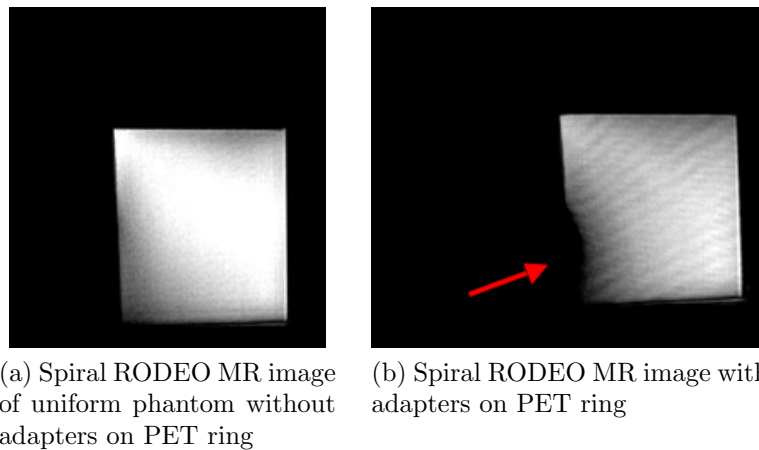 (a) Spiral RODEO MR image
of uniform phantom without
adapters on PET ring
(b) Spiral RODEO MR image with
adapters on PET ring